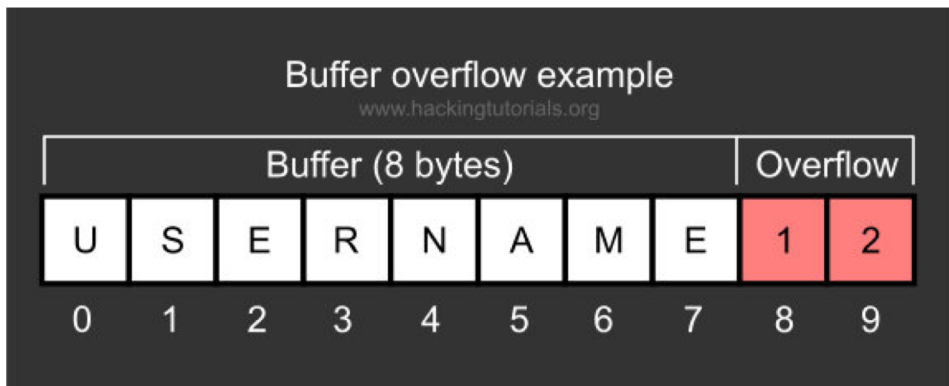 Buffer overflow example
www.hackingtutorials.org
Buffer (8 bytes) Overflow
U S E R N A M E 1 2
0 1 2 3 4 5 6 7 8 9